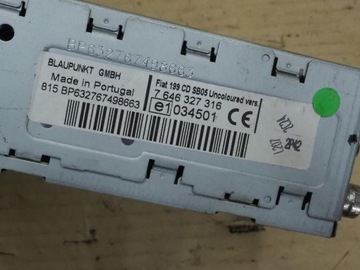 BP632767498663
BLAUPUNKT GMBH
Made in Portugal
815 BP632767498663
Fiat 199 CD SB05 Uncoloured vers.
7 646 327 316
e1 034501 CE